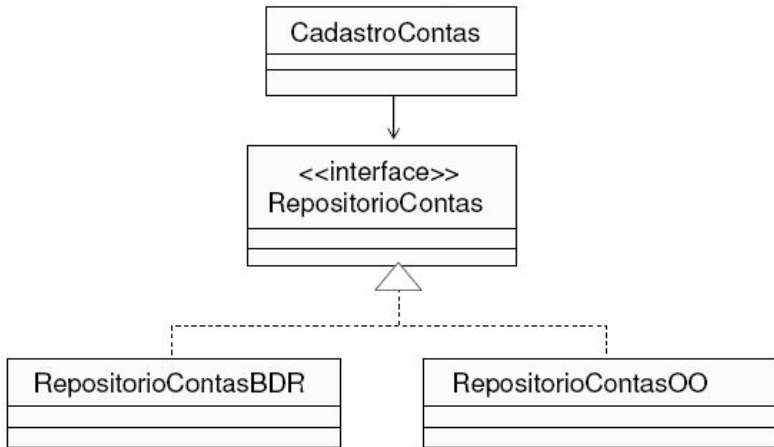 CadastroContas
<<interface>>
RepositorioContas
RepositorioContasBDR
RepositorioContasOO